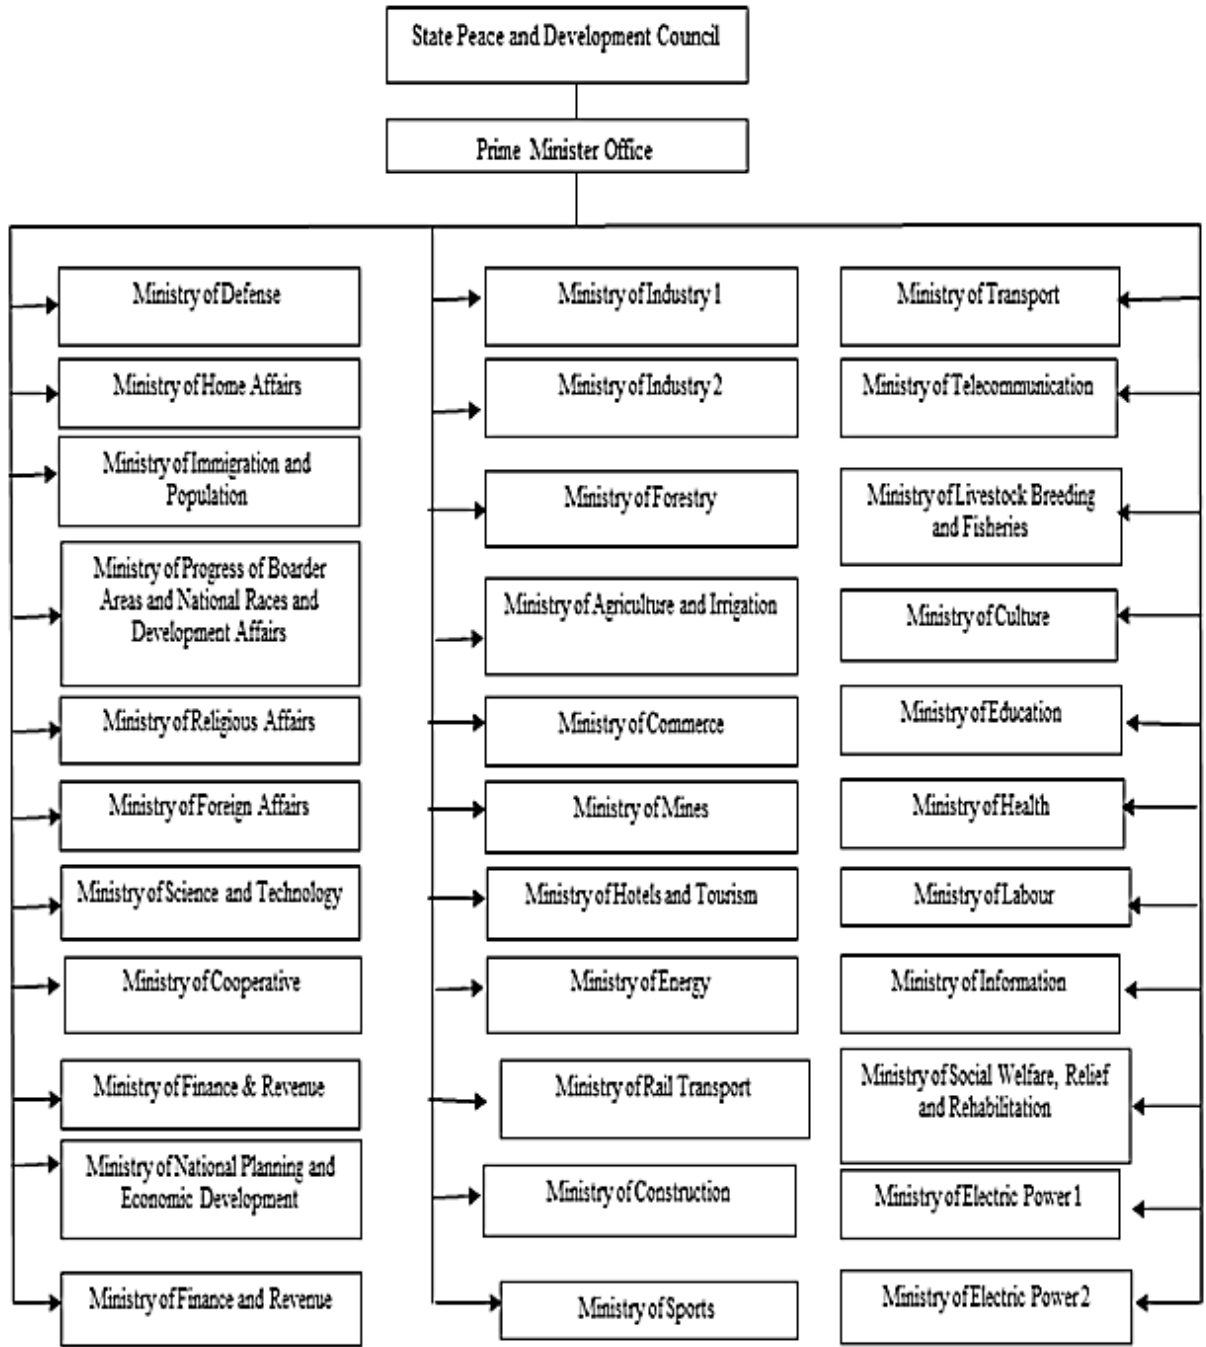 State Peace and Development Council
Prime Minister Office
Ministry of Defense
Ministry of Home Affairs
Ministry of Immigration and
Population
Ministry of Progress of Boarder
Areas and National Races and
Development Affairs
Ministry of Religious Affairs
Ministry of Foreign Affairs
Ministry of Science and Technology
Ministry of Cooperative
Ministry of Finance & Revenue
Ministry of National Planning and
Economic Development
Ministry of Finance and Revenue
Ministry of Industry 1
Ministry of Industry 2
Ministry of Forestry
Ministry of Agriculture and Irrigation
Ministry of Commerce
Ministry of Mines
Ministry of Hotels and Tourism
Ministry of Energy
Ministry of Rail Transport
Ministry of Construction
Ministry of Sports
Ministry of Transport
Ministry of Telecommunication
Ministry of Livestock Breeding
and Fisheries
Ministry of Culture
Ministry of Education
Ministry of Health
Ministry of Labour
Ministry of Information
Ministry of Social Welfare, Relief
and Rehabilitation
Ministry of Electric Power 1
Ministry of Electric Power 2